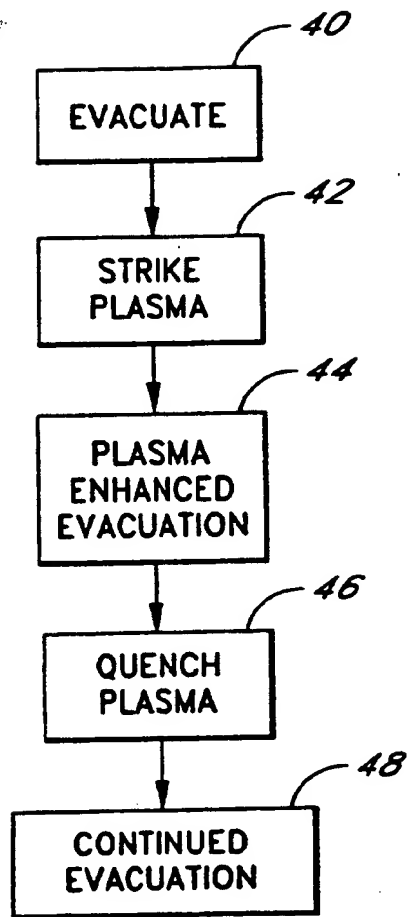 40
EVACUATE
42
STRIKE
PLASMA
44
PLASMA
ENHANCED
EVACUATION
46
QUENCH
PLASMA
48
CONTINUED
EVACUATION